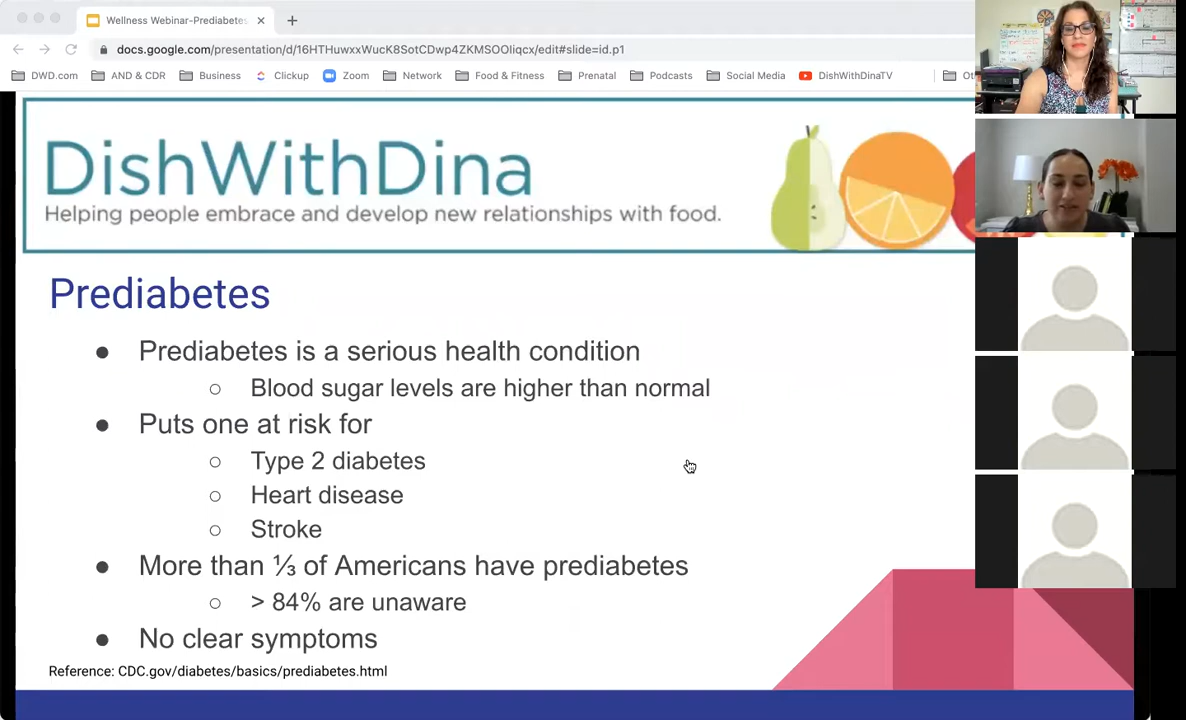 Wellness Webinar-Prediabetes
docs.google.com/presentation/d/16HTHuwxxWucK8SotCDwp4ZKMSOOliqcx/edit#slide=id.p1
DWD.com AND & CDR Business Clickup Zoom Network Food & Fitness Prenatal Podcasts Social Media DishWithDinaTV
DishWithDina
Helping people embrace and develop new relationships with food.
Prediabetes
● Prediabetes is a serious health condition
○ Blood sugar levels are higher than normal
● Puts one at risk for
○ Type 2 diabetes
○ Heart disease
○ Stroke
● More than ⅓ of Americans have prediabetes
○ > 84% are unaware
● No clear symptoms
Reference: CDC.gov/diabetes/basics/prediabetes.html